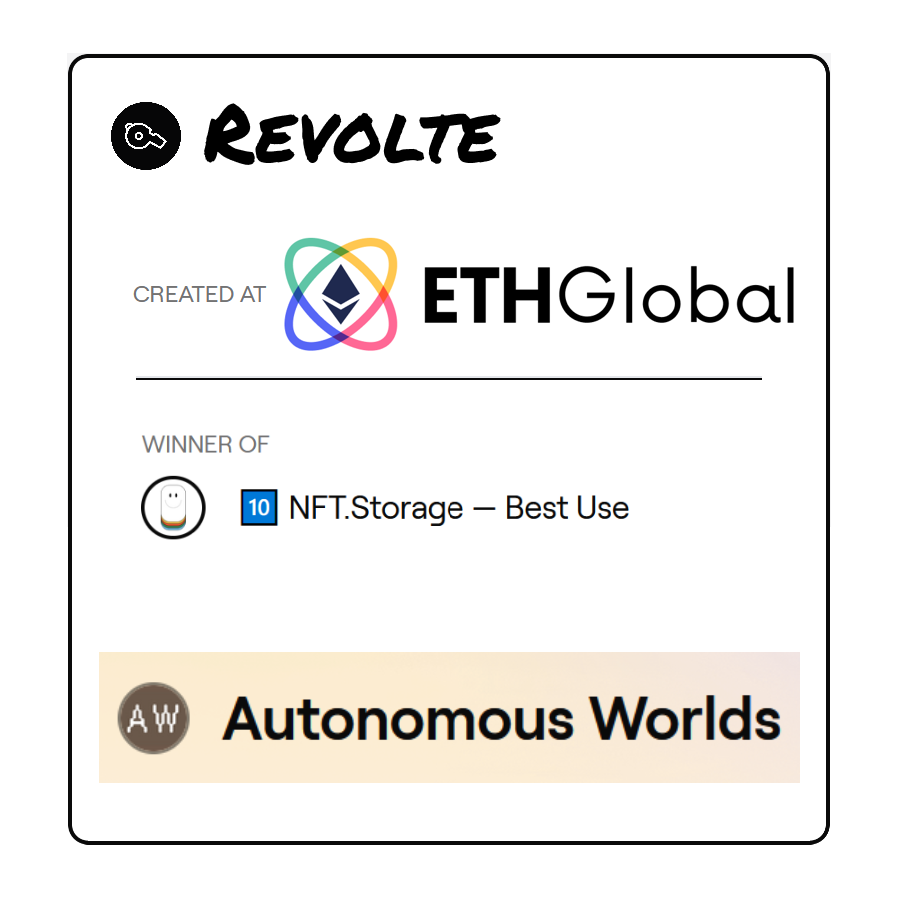 REVOLTE
CREATED AT ETHGlobal
WINNER OF
10 NFT.Storage — Best Use
AW Autonomous Worlds